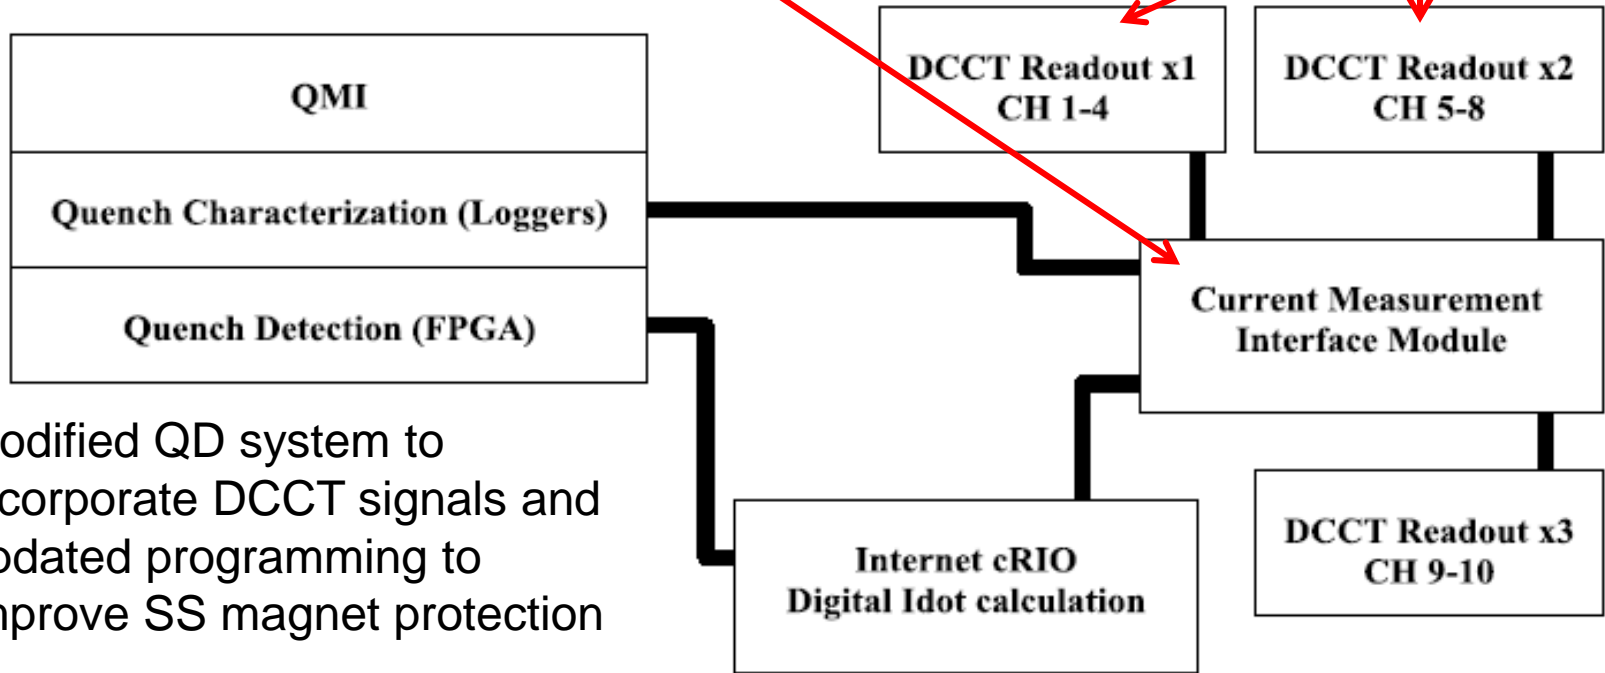 QMI
Quench Characterization (Loggers)
Quench Detection (FPGA)
DCCT Readout x1
CH 1-4
DCCT Readout x2
CH 5-8
Current Measurement
Interface Module
DCCT Readout x3
CH 9-10
Internet cRIO
Digital Idot calculation
odified QD system to
corporate DCCT signals and
pdated programming to
mprove SS magnet protection